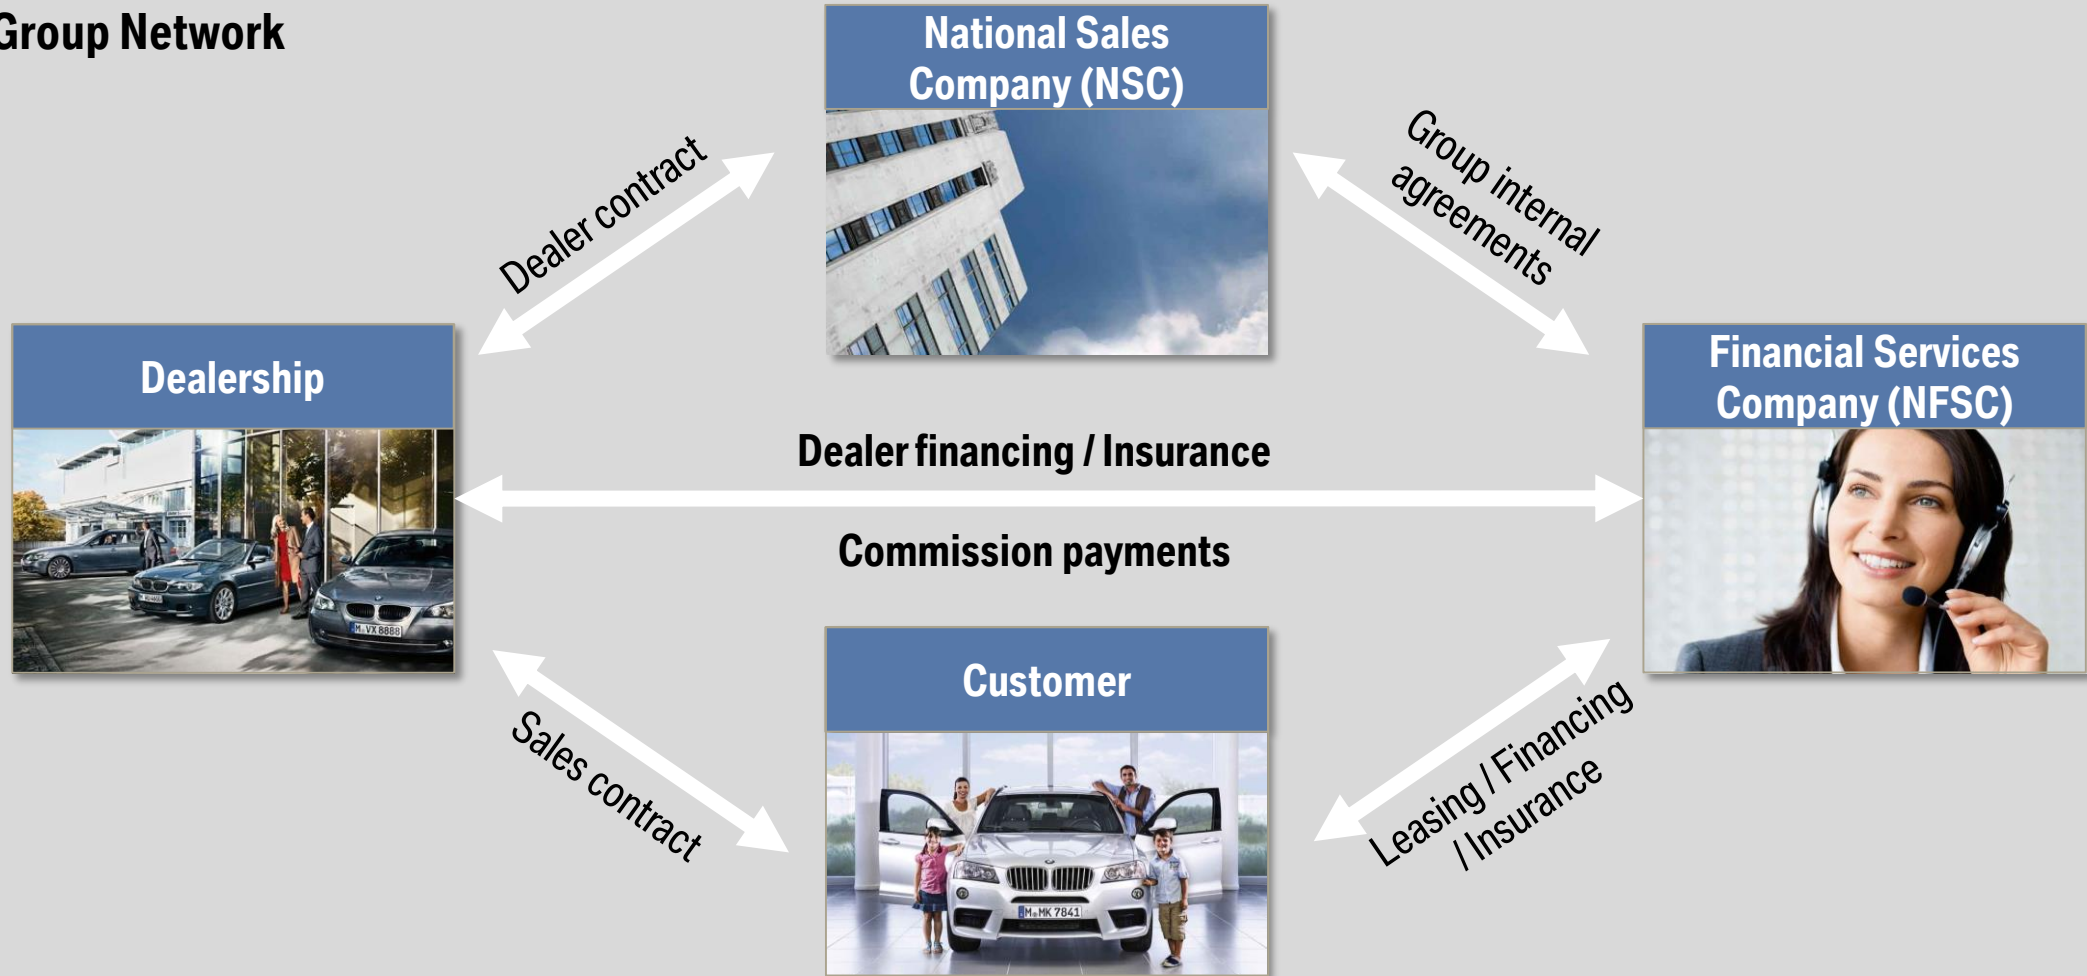 Group Network
National Sales
Company (NSC)
Dealer contract
Group internal
agreements
Dealership
Financial Services
Company (NFSC)
Dealer financing / Insurance
Commission payments
M VX 8888
Customer
Sales contract
Leasing / Financing
/ Insurance
M MK 7841